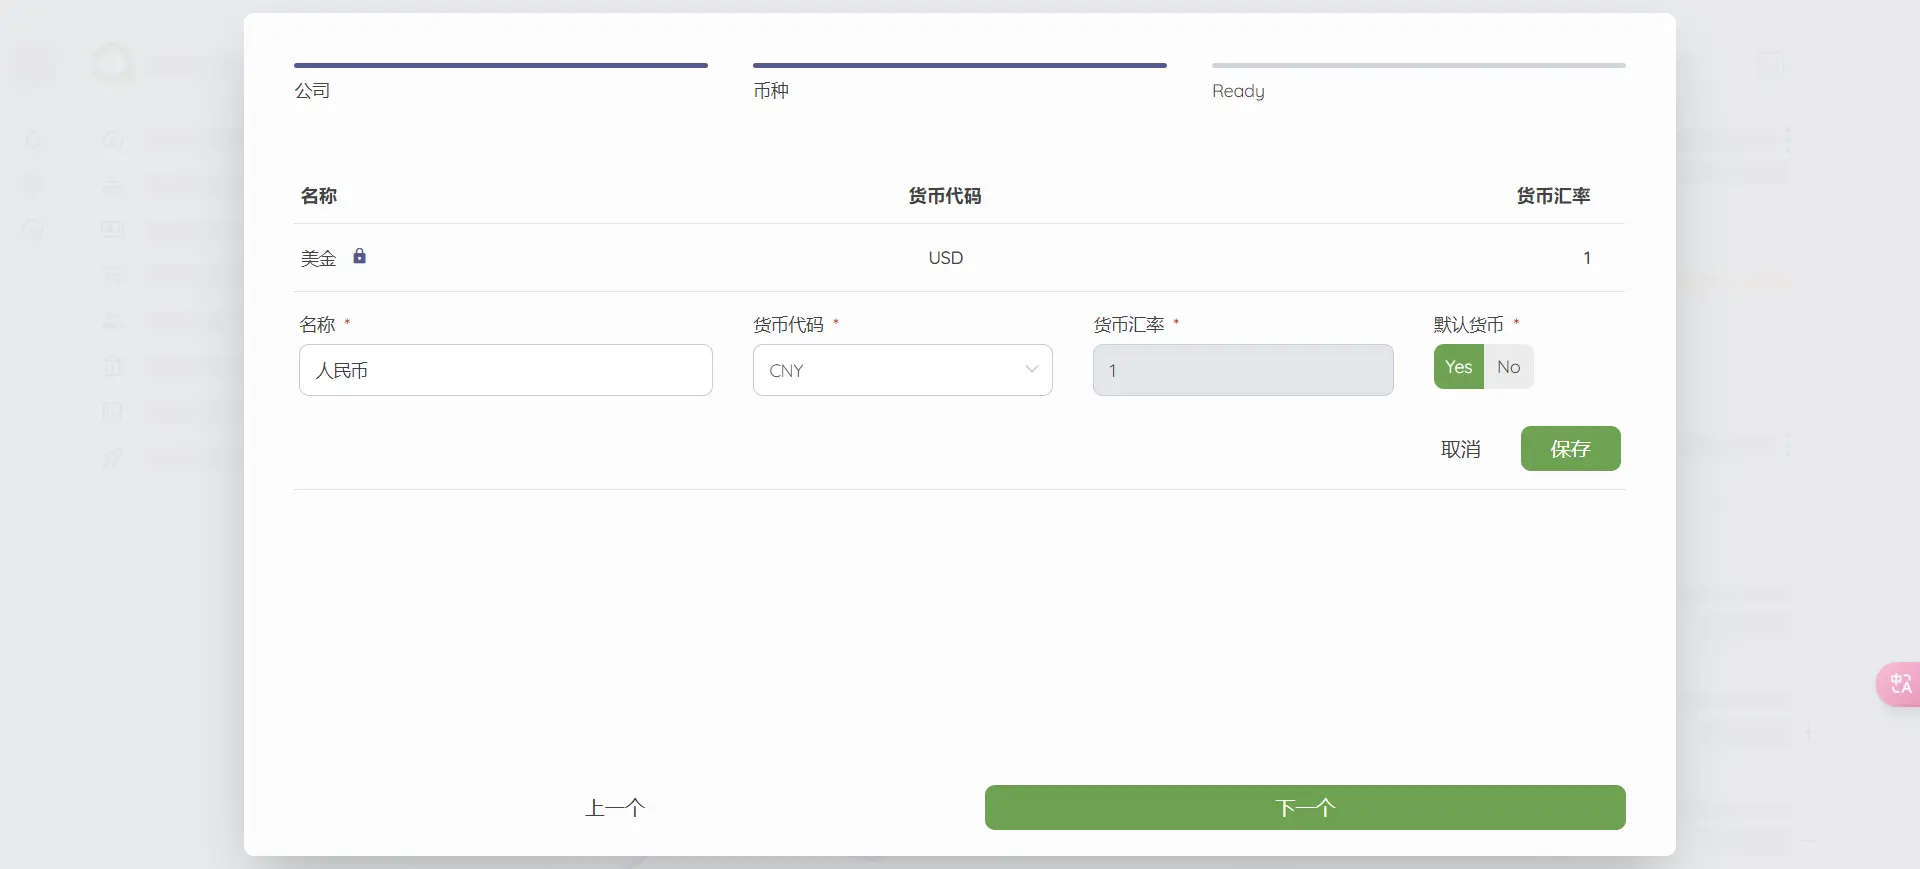 公司
币种
Ready
名称 货币代码 货币汇率
美金 USD 1
名称 * 货币代码 * 货币汇率 * 默认货币 *
人民币 CNY 1 Yes No
取消 保存
上一个 下一个
中 A